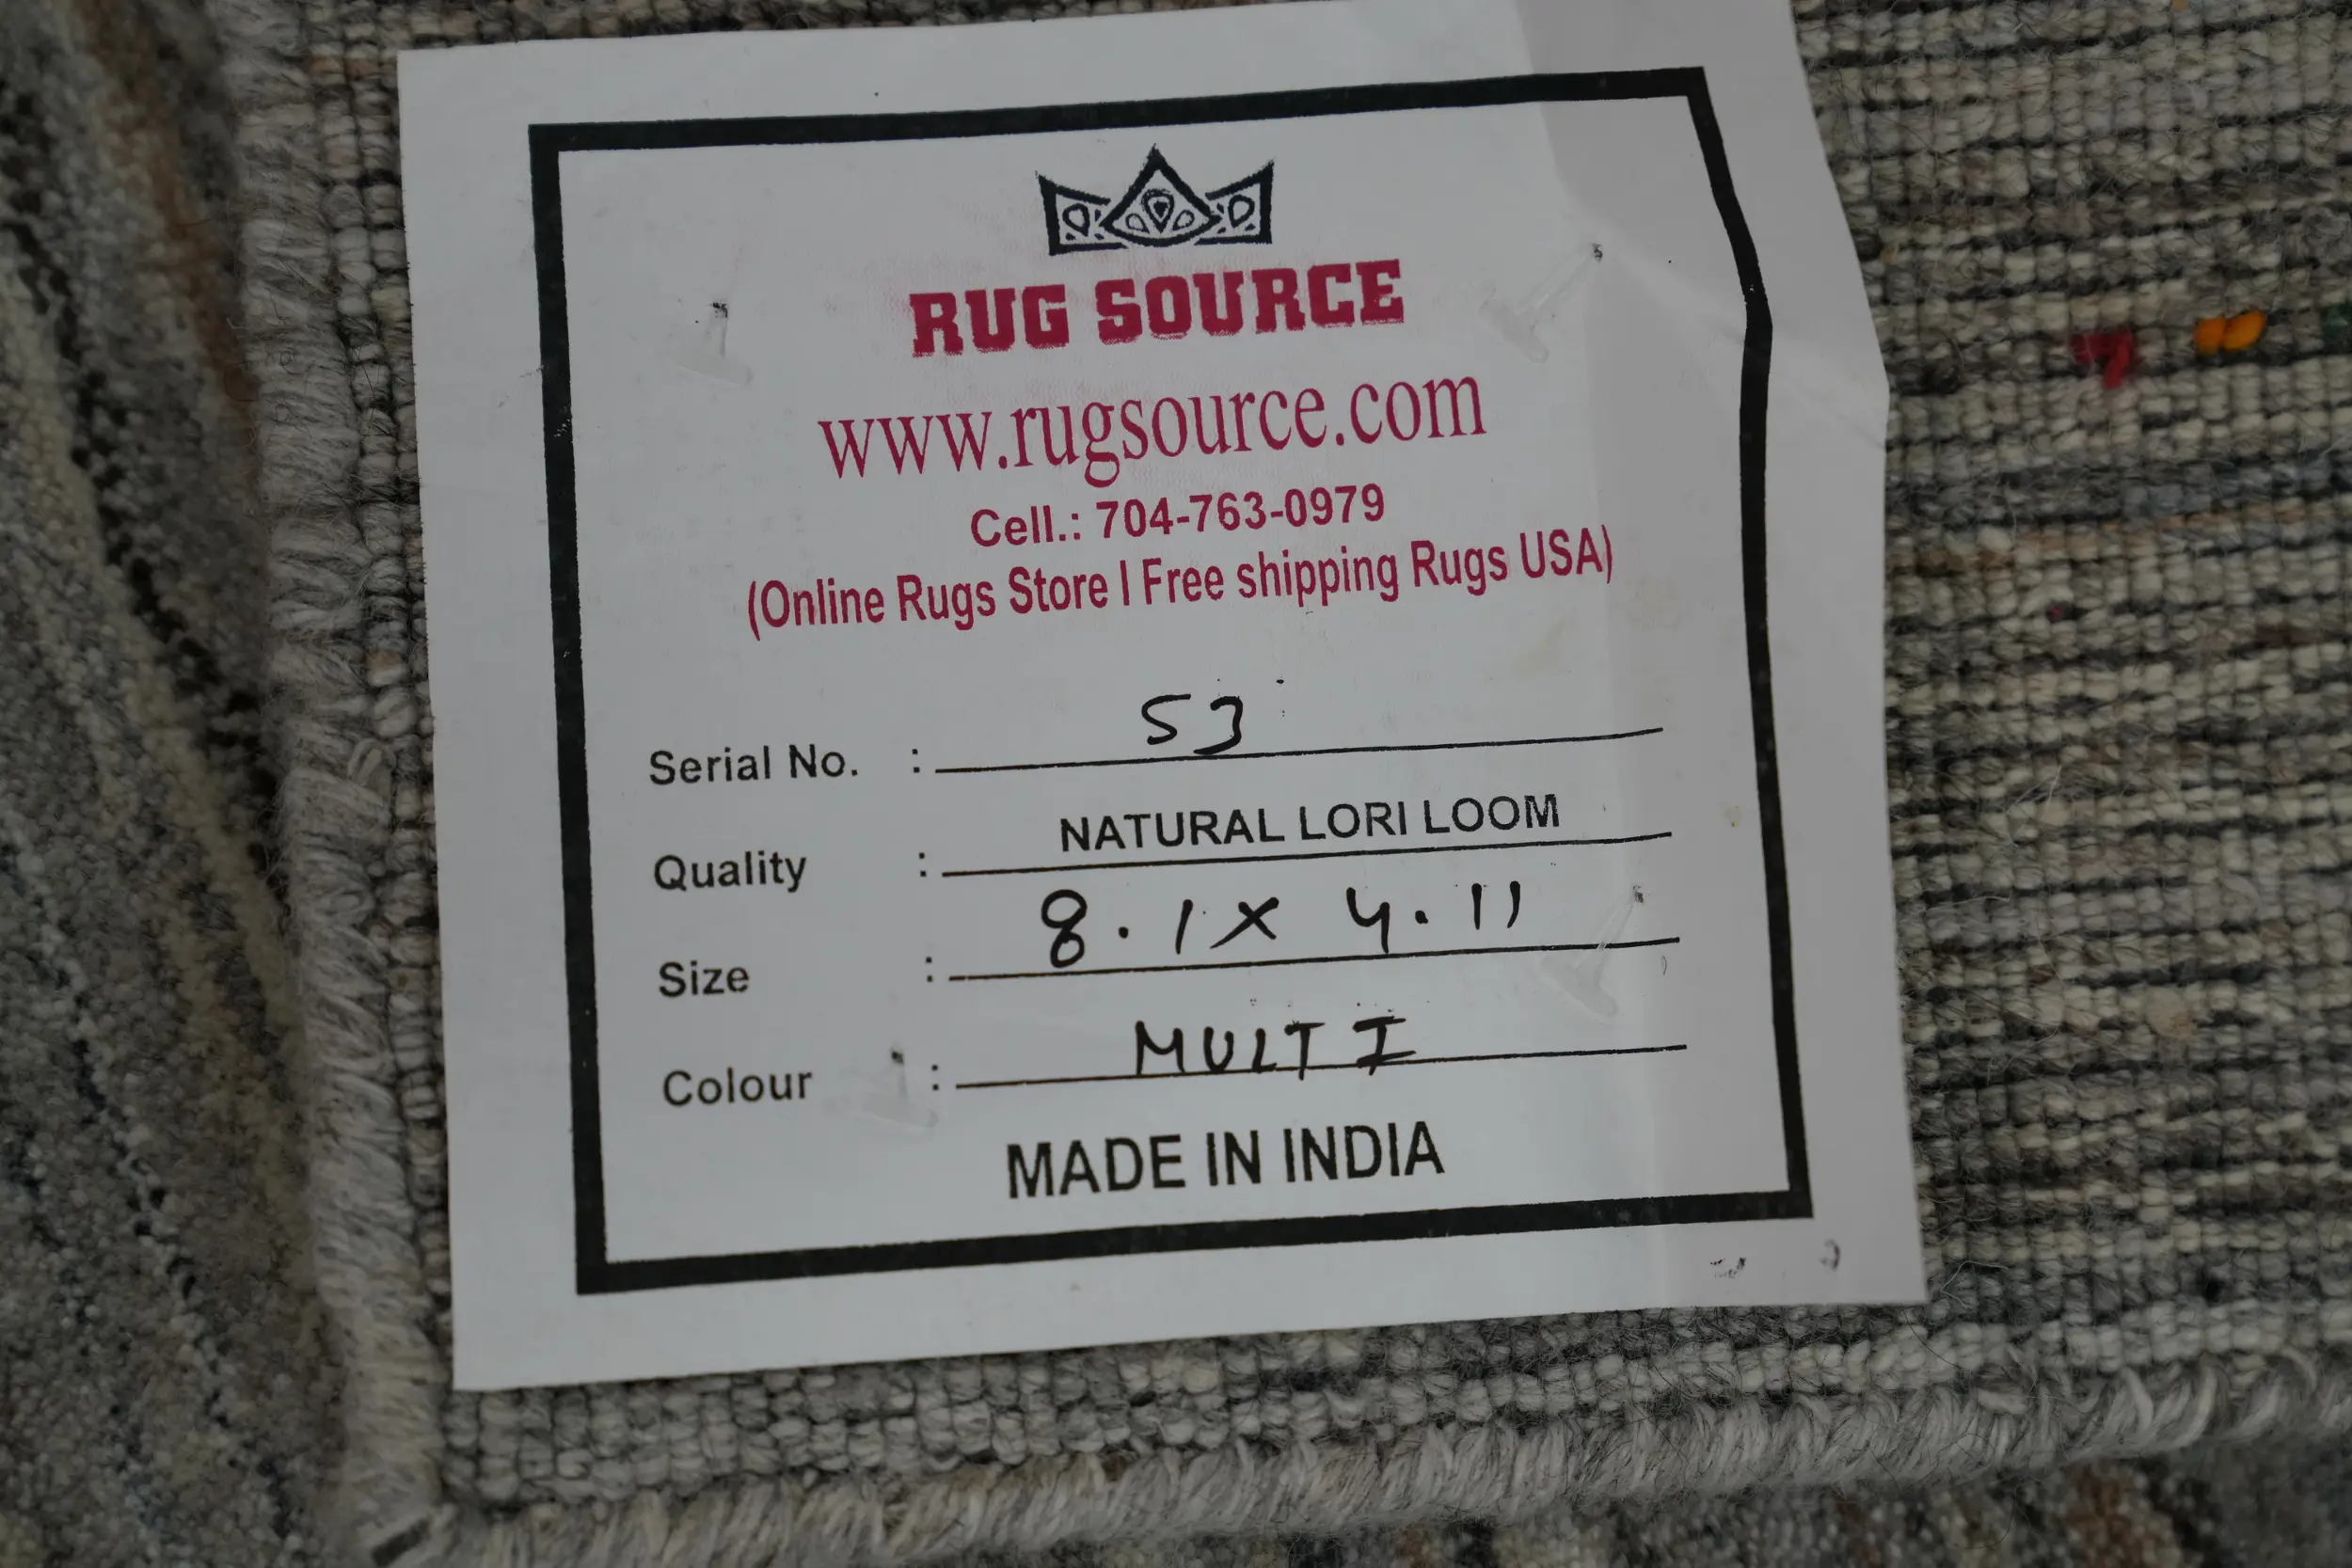 RUG SOURCE
www.rugsource.com
Cell.: 704-763-0979
(Online Rugs Store I Free shipping Rugs USA)
Serial No. : 53
Quality : NATURAL LORI LOOM
Size : 8.1 X 4.11
Colour : MULTI
MADE IN INDIA